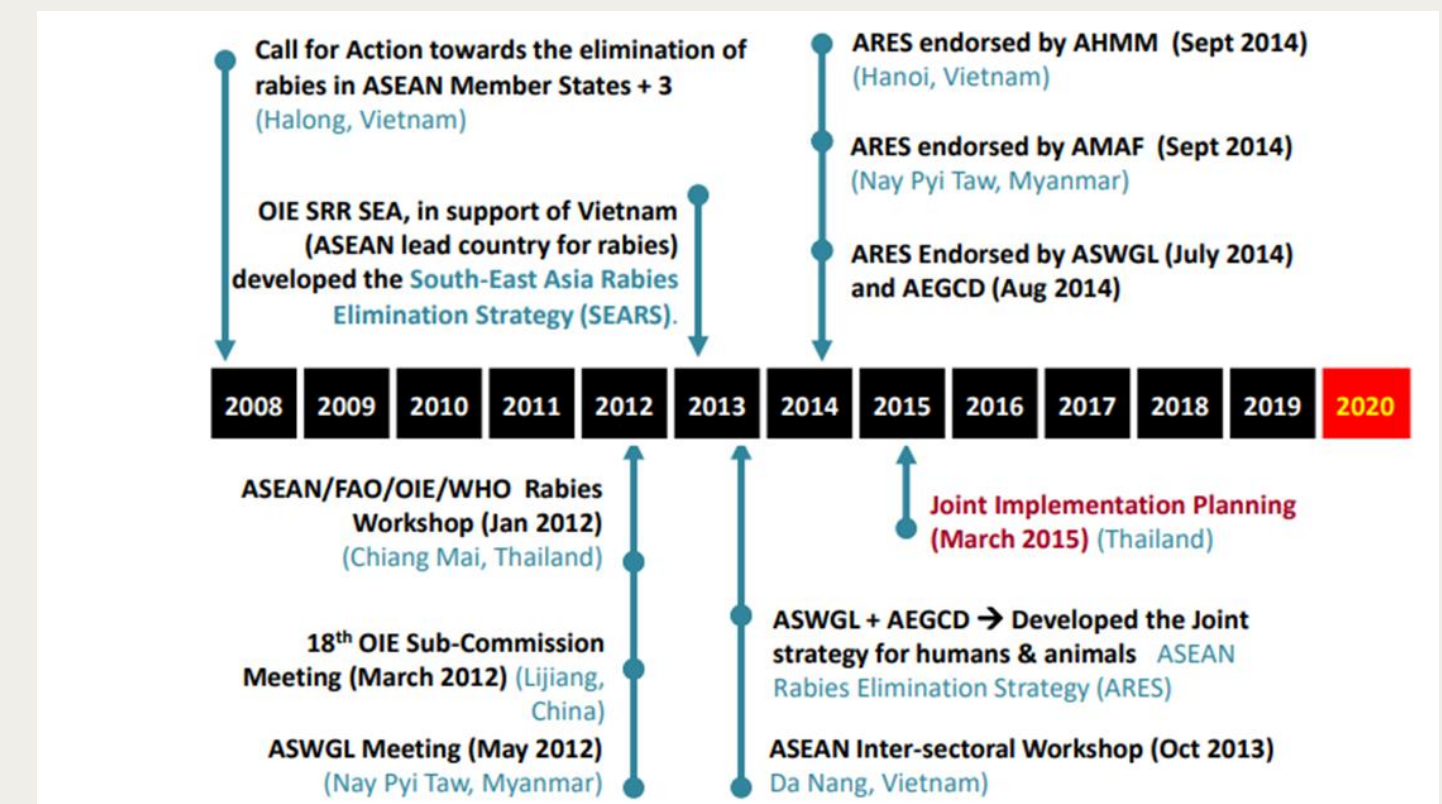 Call for Action towards the elimination of
rabies in ASEAN Member States + 3
(Halong, Vietnam)
OIE SRR SEA, in support of Vietnam
(ASEAN lead country for rabies)
developed the South-East Asia Rabies
Elimination Strategy (SEARS).
ARES endorsed by AHMM (Sept 2014)
(Hanoi, Vietnam)
ARES endorsed by AMAF (Sept 2014)
(Nay Pyi Taw, Myanmar)
ARES Endorsed by ASWGL (July 2014)
and AEGCD (Aug 2014)
2008 2009 2010 2011 2012 2013 2014 2015 2016 2017 2018 2019 2020
ASEAN/FAO/OIE/WHO Rabies
Workshop (Jan 2012)
(Chiang Mai, Thailand)
18th OIE Sub-Commission
Meeting (March 2012) (Lijiang,
China)
ASWGL Meeting (May 2012)
(Nay Pyi Taw, Myanmar)
Joint Implementation Planning
(March 2015) (Thailand)
ASWGL + AEGCD → Developed the Joint
strategy for humans & animals ASEAN
Rabies Elimination Strategy (ARES)
ASEAN Inter-sectoral Workshop (Oct 2013)
Da Nang, Vietnam)